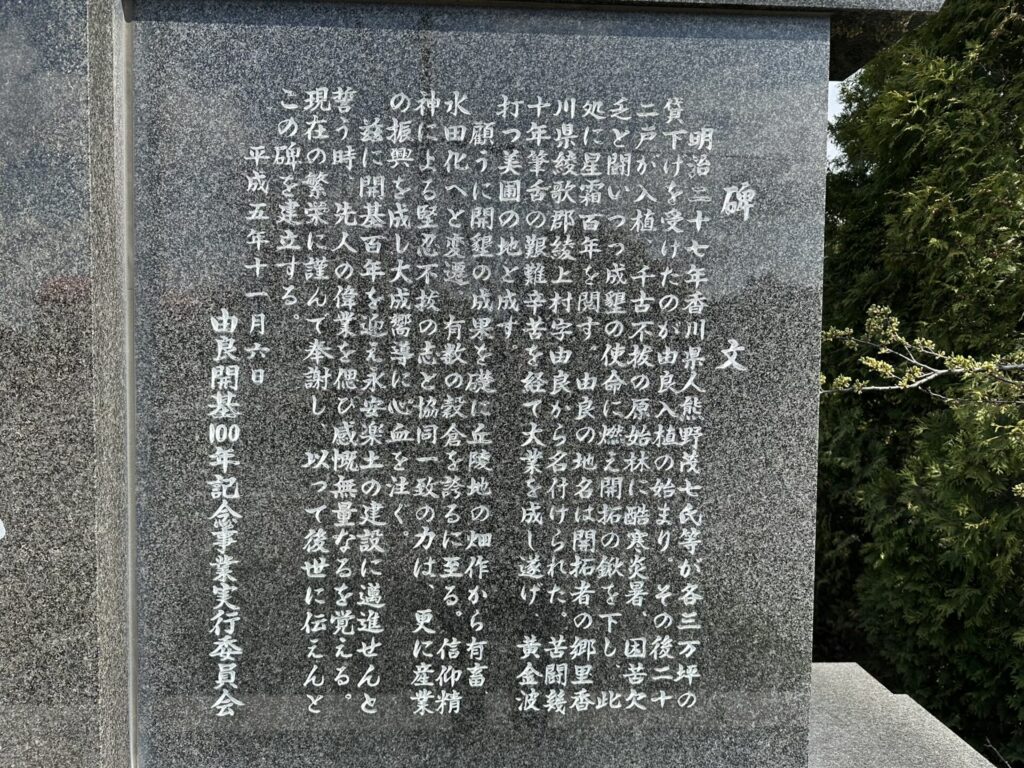 碑文
明治二十七年香川県人熊野茂七氏等が各三万坪の
貸下げを受けたのが由良入植の始まり。その後二十
二戸が入植、千古不抜の原始林に酷寒炎暑、困苦欠
乏と闘いつつ成墾の使命に燃え開拓の鍬を下し、此
処に星霜百年を閲す。由良の地名は開拓者の郷里香
川県綾歌郡綾上村字由良から名付けられた。苦闘幾
十年筆舌の艱難辛苦を経て大業を成し遂げ、黄金波
打つ美圃の地と成す。
顧うに開墾の成果を礎に丘陵地の畑作から有畜
水田化へと変遷、有数の穀倉を誇るに至る。信仰精
神による堅忍不抜の志と協同一致の力は、更に産業
の振興を成し大成嚮導に心血を注ぐ。
茲に開基百年を迎え永安楽土の建設に邁進せんと
誓う時、先人の偉業を偲び感慨無量なるを覚える。
現在の繁栄に謹んで奉謝し、以って後世に伝えんと
この碑を建立する。
平成五年十一月六日
由良開基100年記念事業実行委員会